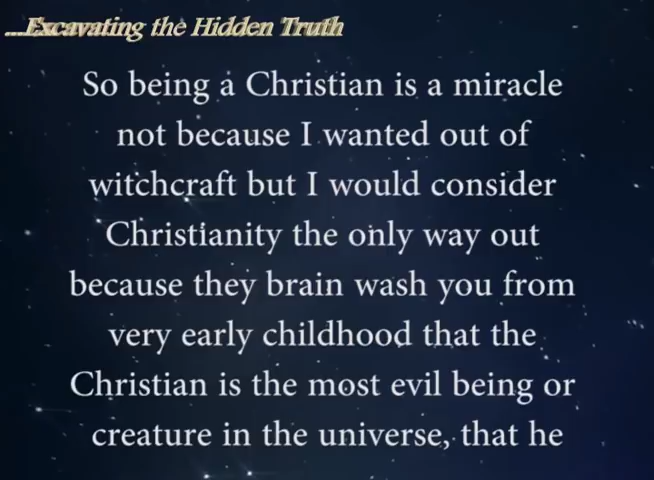 ...Excavating the Hidden Truth
So being a Christian is a miracle
not because I wanted out of
witchcraft but I would consider
Christianity the only way out
because they brain wash you from
very early childhood that the
Christian is the most evil being or
creature in the universe, that he